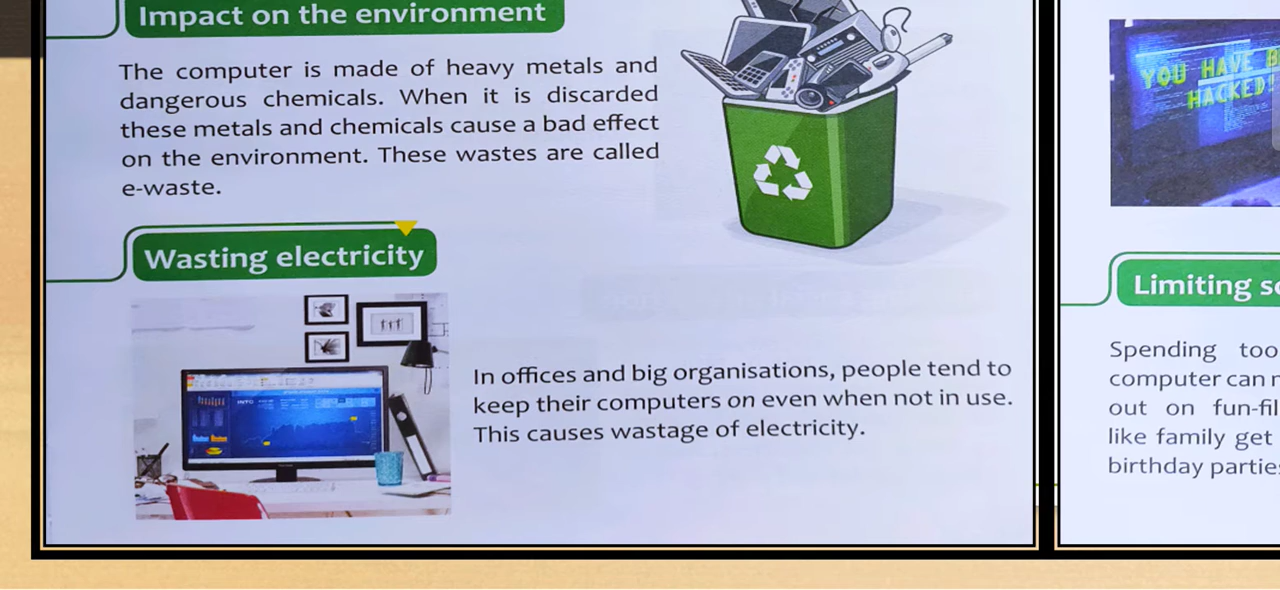 Impact on the environment
The computer is made of heavy metals and
dangerous chemicals. When it is discarded
these metals and chemicals cause a bad effect
on the environment. These wastes are called
e-waste.
Wasting electricity
In offices and big organisations, people tend to
keep their computers on even when not in use.
This causes wastage of electricity.
YOU HAVE B
HACKED!
Limiting so
Spending too
computer can n
out on fun-fil
like family get
birthday parties